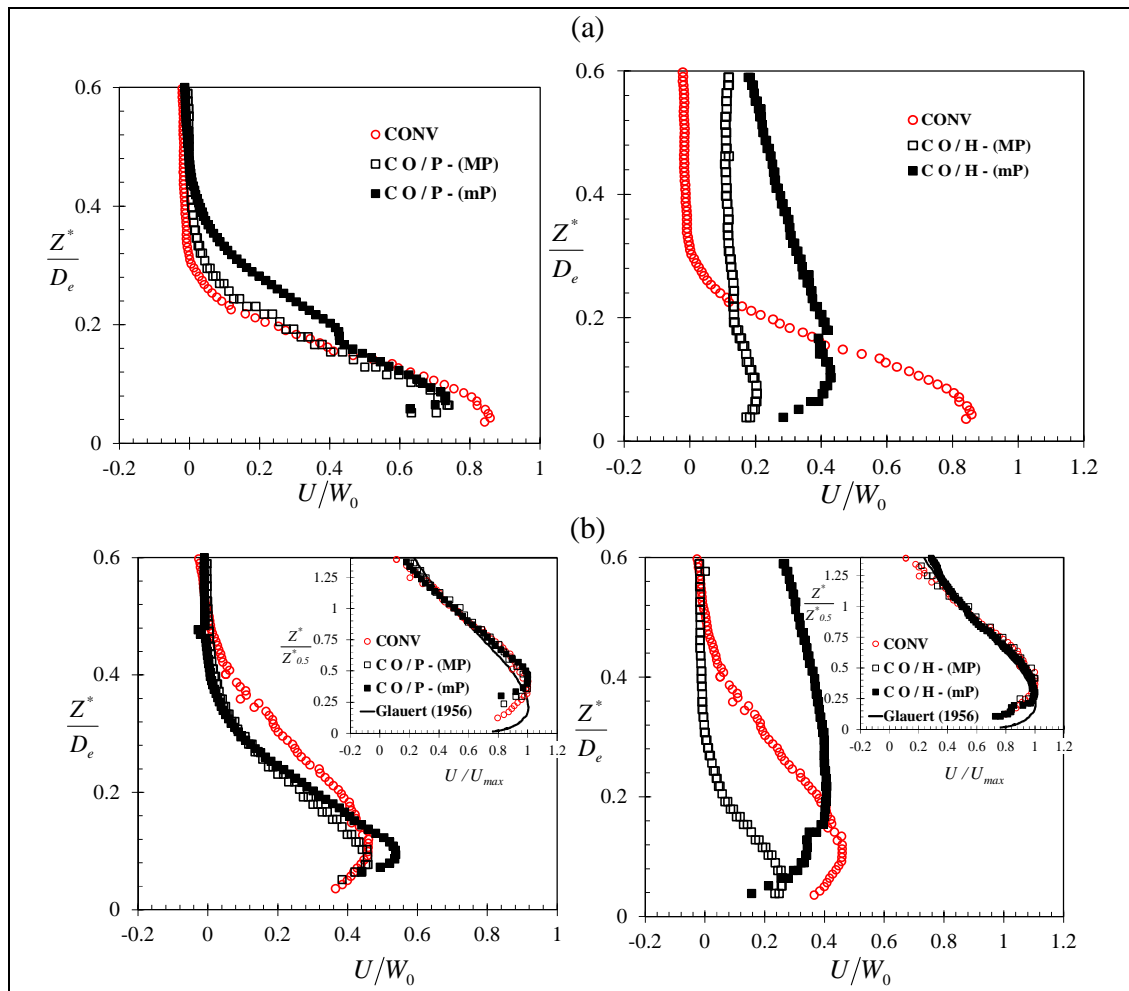 (a)
0.6
0.4
0.2
0
Z*
D_e
CONV
C O / P - (MP)
C O / P - (mP)
-0.2 0 0.2 0.4 0.6 0.8 1
U/W_0
0.6
0.4
0.2
0
Z*
D_e
CONV
C O / H - (MP)
C O / H - (mP)
-0.2 0 0.2 0.4 0.6 0.8 1 1.2
U/W_0
(b)
0.6
0.4
0.2
0
Z*
D_e
1.25
1
0.75
0.5
0.25
0
Z*
Z*_0.5
CONV
C O / P - (MP)
C O / P - (mP)
Glauert (1956)
-0.2 0 0.2 0.4 0.6 0.8 1 1.2
U / U_max
-0.2 0 0.2 0.4 0.6 0.8 1 1.2
U/W_0
0.6
0.4
0.2
0
Z*
D_e
1.25
1
0.75
0.5
0.25
0
Z*
Z*_0.5
CONV
C O / H - (MP)
C O / H - (mP)
Glauert (1956)
-0.2 0 0.2 0.4 0.6 0.8 1 1.2
U / U_max
-0.2 0 0.2 0.4 0.6 0.8 1 1.2
U/W_0